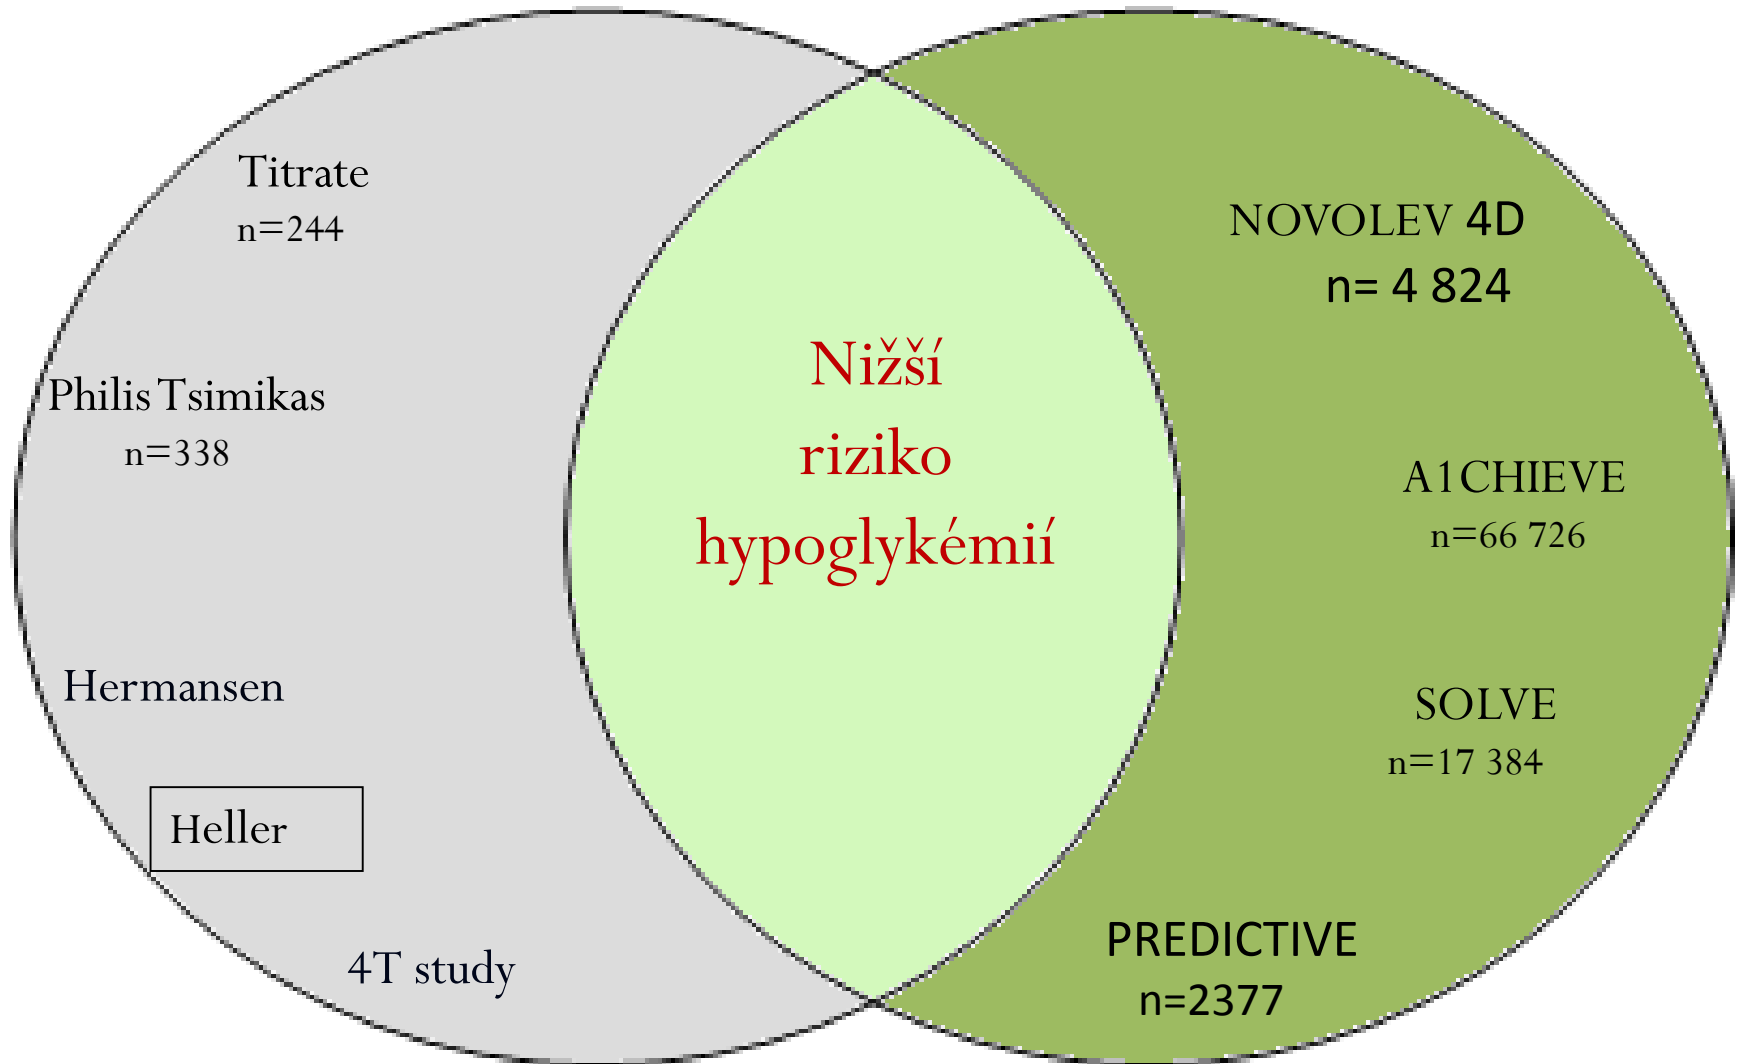 Titrate
n=244
Philis Tsimikas
n=338
Hermansen
Heller
4T study
Nižší
riziko
hypoglykémií
NOVOLEV 4D
n= 4 824
A1CHIEVE
n=66 726
SOLVE
n=17 384
PREDICTIVE
n=2377